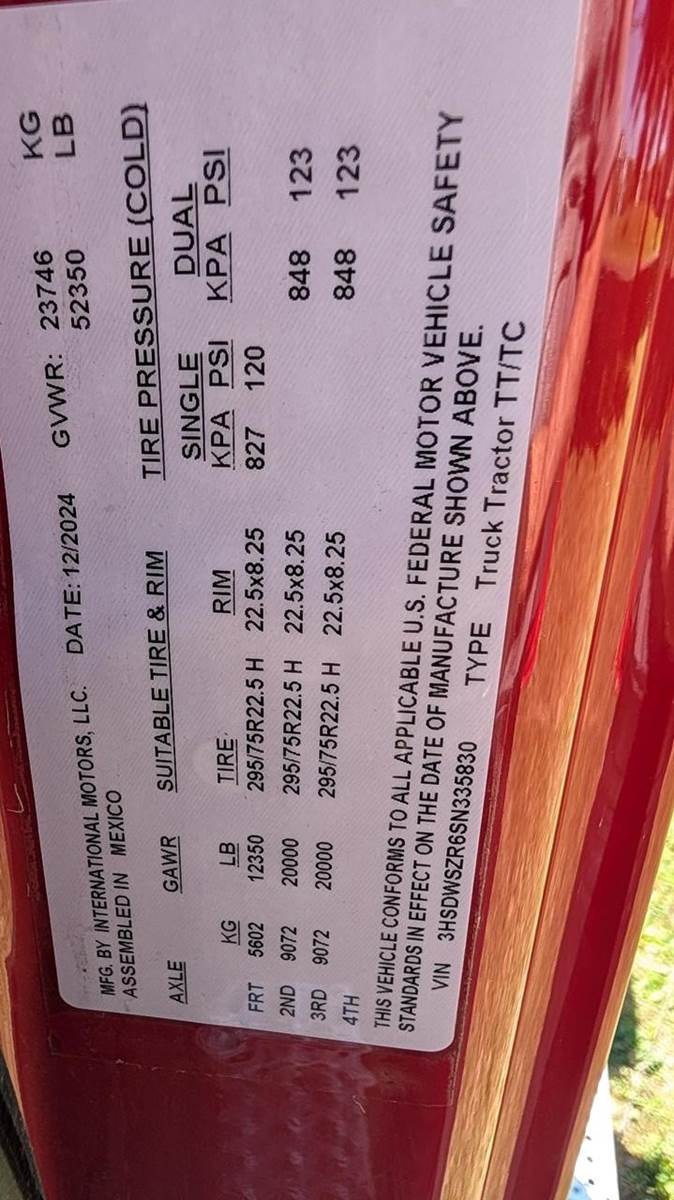 MFG. BY INTERNATIONAL MOTORS, LLC. DATE: 12/2024 GVWR: 23746 KG
ASSEMBLED IN MEXICO 52350 LB
AXLE GAWR SUITABLE TIRE & RIM TIRE PRESSURE (COLD)
SINGLE DUAL
KG LB TIRE RIM KPA PSI KPA PSI
FRT 5602 12350 295/75R22.5 H 22.5x8.25 827 120
2ND 9072 20000 295/75R22.5 H 22.5x8.25 848 123
3RD 9072 20000 295/75R22.5 H 22.5x8.25 848 123
4TH
THIS VEHICLE CONFORMS TO ALL APPLICABLE U.S. FEDERAL MOTOR VEHICLE SAFETY
STANDARDS IN EFFECT ON THE DATE OF MANUFACTURE SHOWN ABOVE.
VIN 3HSDWSZR6SN335830 TYPE Truck Tractor TT/TC